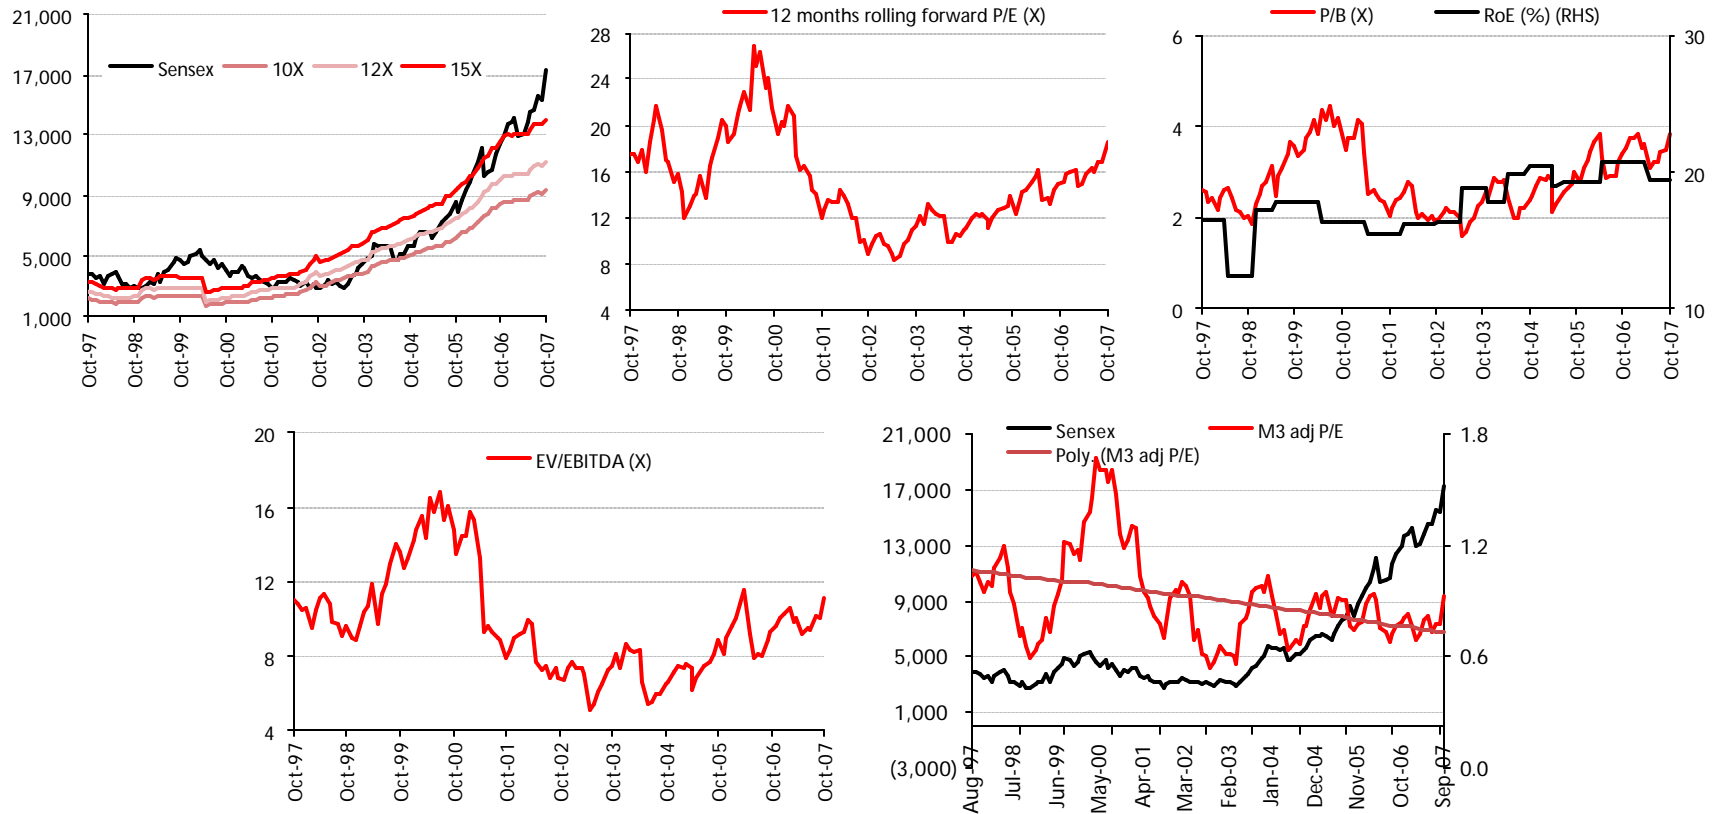 21,000
17,000
13,000
9,000
5,000
1,000
Sensex 10X 12X 15X
Oct-97 Oct-98 Oct-99 Oct-00 Oct-01 Oct-02 Oct-03 Oct-04 Oct-05 Oct-06 Oct-07
12 months rolling forward P/E (X)
28
24
20
16
12
8
4
Oct-97 Oct-98 Oct-99 Oct-00 Oct-01 Oct-02 Oct-03 Oct-04 Oct-05 Oct-06 Oct-07
P/B (X) RoE (%) (RHS)
6 30
4
20
2
0 10
Oct-97 Oct-98 Oct-99 Oct-00 Oct-01 Oct-02 Oct-03 Oct-04 Oct-05 Oct-06 Oct-07
EV/EBITDA (X)
20
16
12
8
4
Oct-97 Oct-98 Oct-99 Oct-00 Oct-01 Oct-02 Oct-03 Oct-04 Oct-05 Oct-06 Oct-07
Sensex M3 adj P/E
Poly. (M3 adj P/E)
21,000 1.8
17,000
13,000 1.2
9,000
5,000 0.6
1,000
(3,000) 0.0
Aug-97 Jul-98 Jun-99 May-00 Apr-01 Mar-02 Feb-03 Jan-04 Dec-04 Nov-05 Oct-06 Sep-07